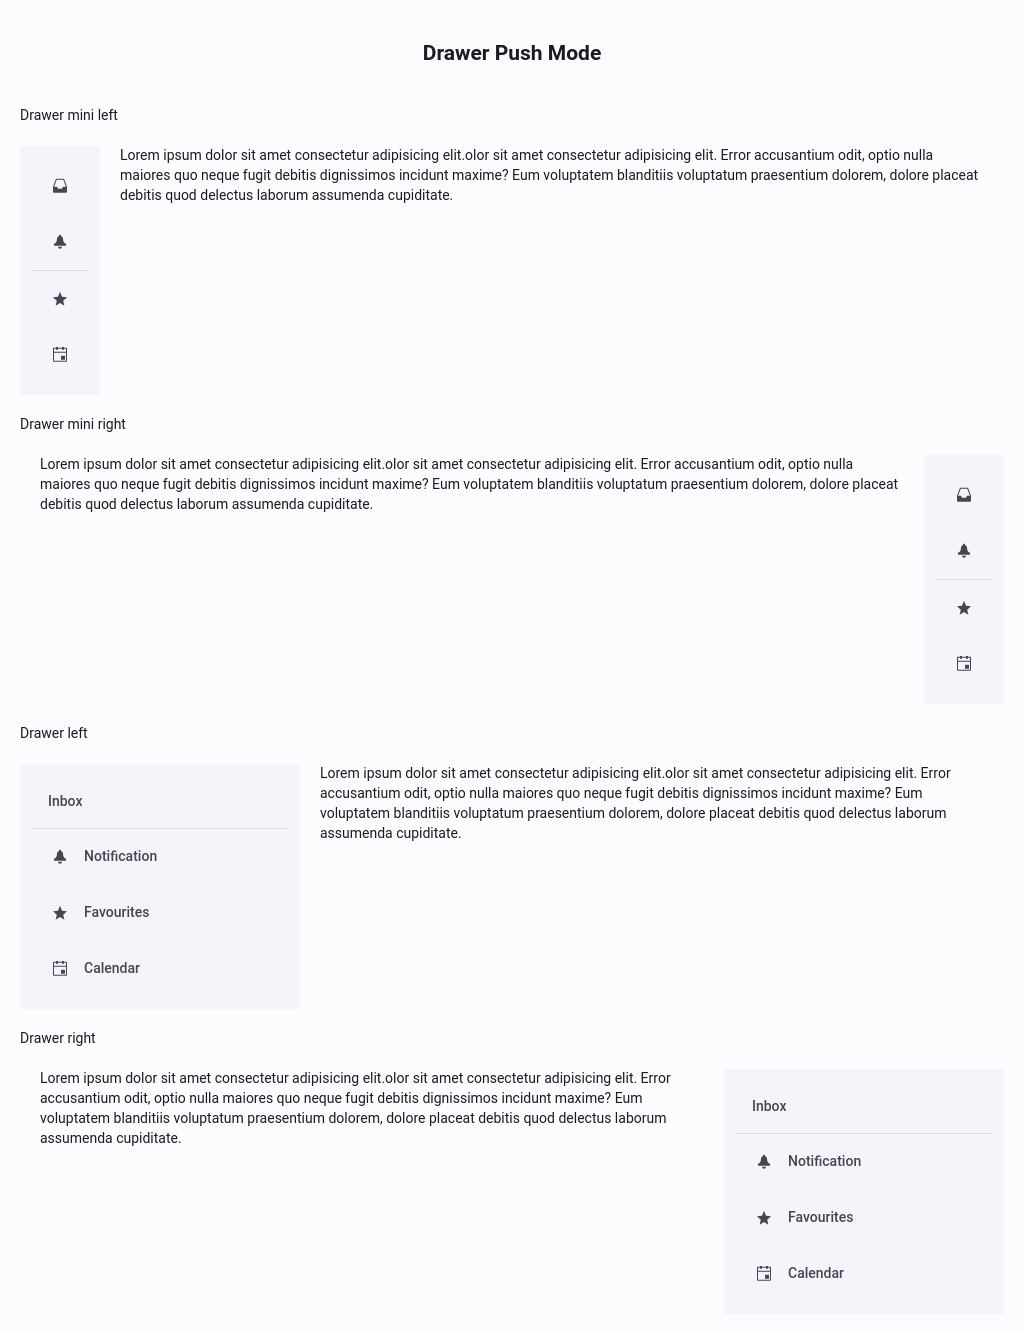 Drawer Push Mode
Drawer mini left
Lorem ipsum dolor sit amet consectetur adipisicing elit.olor sit amet consectetur adipisicing elit. Error accusantium odit, optio nulla
maiores quo neque fugit debitis dignissimos incidunt maxime? Eum voluptatem blanditiis voluptatum praesentium dolorem, dolore placeat
debitis quod delectus laborum assumenda cupiditate.
Drawer mini right
Lorem ipsum dolor sit amet consectetur adipisicing elit.olor sit amet consectetur adipisicing elit. Error accusantium odit, optio nulla
maiores quo neque fugit debitis dignissimos incidunt maxime? Eum voluptatem blanditiis voluptatum praesentium dolorem, dolore placeat
debitis quod delectus laborum assumenda cupiditate.
Drawer left
Inbox
Notification
Favourites
Calendar
Lorem ipsum dolor sit amet consectetur adipisicing elit.olor sit amet consectetur adipisicing elit. Error
accusantium odit, optio nulla maiores quo neque fugit debitis dignissimos incidunt maxime? Eum
voluptatem blanditiis voluptatum praesentium dolorem, dolore placeat debitis quod delectus laborum
assumenda cupiditate.
Drawer right
Lorem ipsum dolor sit amet consectetur adipisicing elit.olor sit amet consectetur adipisicing elit. Error
accusantium odit, optio nulla maiores quo neque fugit debitis dignissimos incidunt maxime? Eum
voluptatem blanditiis voluptatum praesentium dolorem, dolore placeat debitis quod delectus laborum
assumenda cupiditate.
Inbox
Notification
Favourites
Calendar